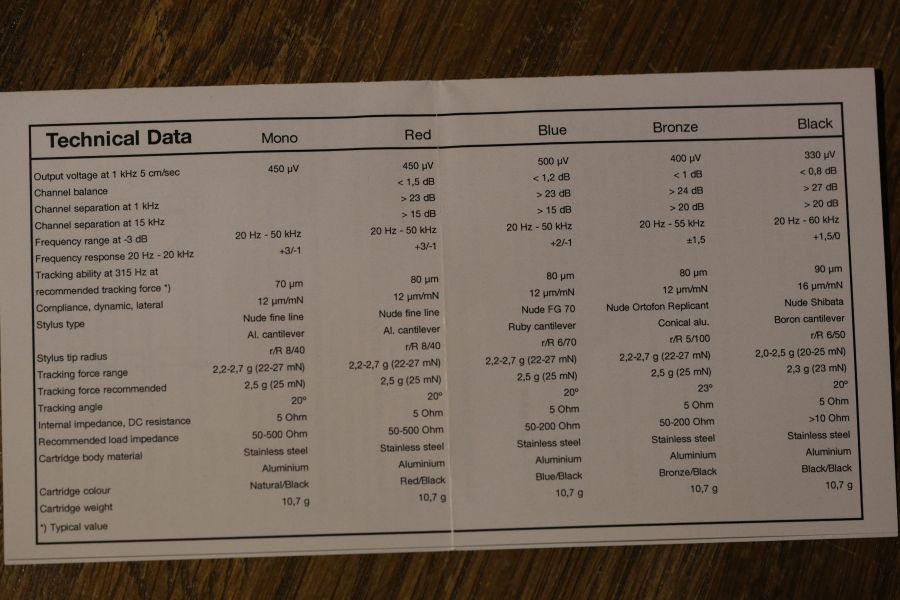 Technical Data Mono Red Blue Bronze Black
Output voltage at 1 kHz 5 cm/sec 450 µV 450 µV 500 µV 400 µV 330 µV
Channel balance < 1,5 dB < 1,2 dB < 1 dB < 0,8 dB
Channel separation at 1 kHz > 23 dB > 23 dB > 24 dB > 27 dB
Channel separation at 15 kHz > 15 dB > 15 dB > 20 dB > 20 dB
Frequency range at -3 dB 20 Hz - 50 kHz 20 Hz - 50 kHz 20 Hz - 50 kHz 20 Hz - 55 kHz 20 Hz - 60 kHz
Frequency response 20 Hz - 20 kHz +3/-1 +3/-1 +2/-1 ±1,5 +1,5/0
Tracking ability at 315 Hz at
recommended tracking force *) 70 µm 80 µm 80 µm 80 µm 90 µm
Compliance, dynamic, lateral 12 µm/mN 12 µm/mN 12 µm/mN 12 µm/mN 16 µm/mN
Stylus type Nude fine line Nude fine line Nude FG 70 Nude Ortofon Replicant Nude Shibata
Al. cantilever Al. cantilever Ruby cantilever Conical alu. Boron cantilever
Stylus tip radius r/R 8/40 r/R 8/40 r/R 6/70 r/R 5/100 r/R 6/50
Tracking force range 2,2-2,7 g (22-27 mN) 2,2-2,7 g (22-27 mN) 2,2-2,7 g (22-27 mN) 2,2-2,7 g (22-27 mN) 2,0-2,5 g (20-25 mN)
Tracking force recommended 2,5 g (25 mN) 2,5 g (25 mN) 2,5 g (25 mN) 2,5 g (25 mN) 2,3 g (23 mN)
Tracking angle 20º 20º 20º 23º 20º
Internal impedance, DC resistance 5 Ohm 5 Ohm 5 Ohm 5 Ohm 5 Ohm
Recommended load impedance 50-500 Ohm 50-500 Ohm 50-200 Ohm 50-200 Ohm >10 Ohm
Cartridge body material Stainless steel Stainless steel Stainless steel Stainless steel Stainless steel
Aluminium Aluminium Aluminium Aluminium Aluminium
Cartridge colour Natural/Black Red/Black Blue/Black Bronze/Black Black/Black
Cartridge weight 10,7 g 10,7 g 10,7 g 10,7 g 10,7 g
*) Typical value